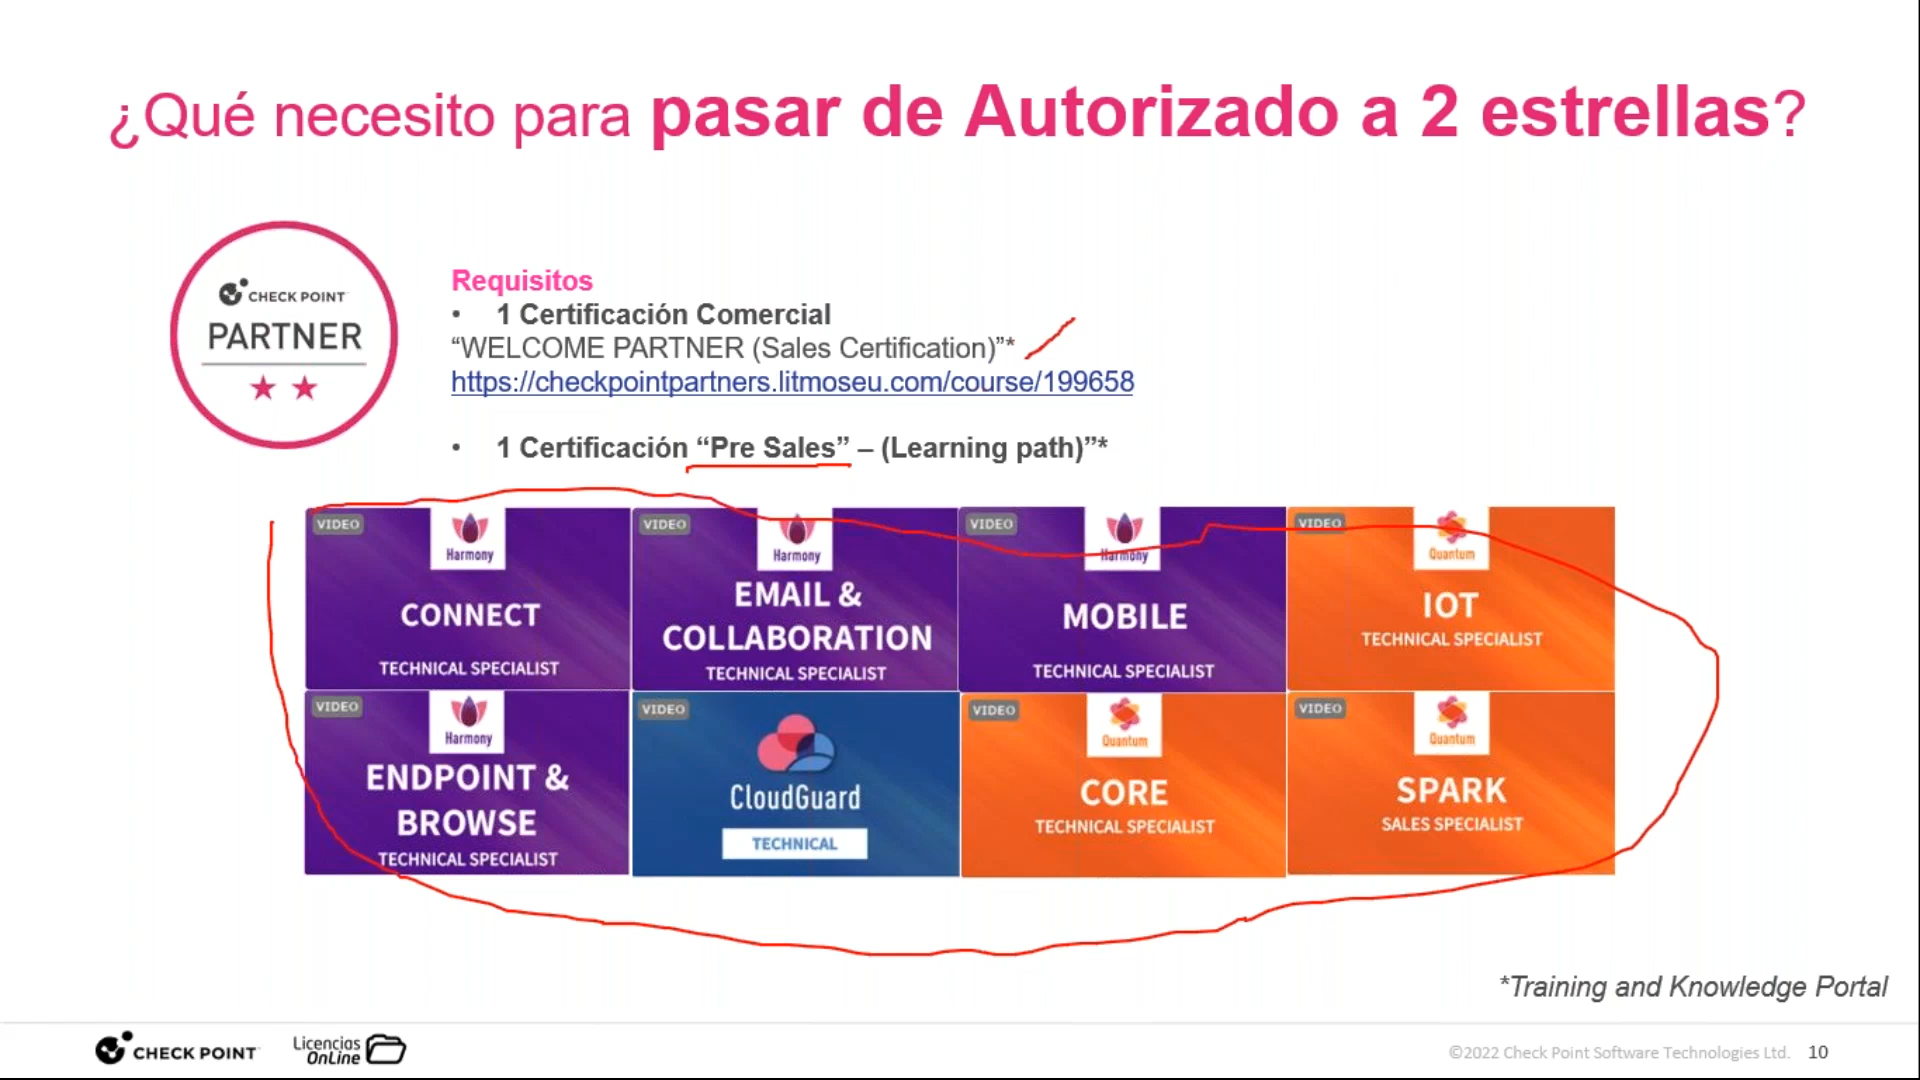 ¿Qué necesito para pasar de Autorizado a 2 estrellas?
CHECK POINT
PARTNER
Requisitos
• 1 Certificación Comercial
“WELCOME PARTNER (Sales Certification)”*
https://checkpointpartners.litmoseu.com/course/199658
• 1 Certificación “Pre Sales” – (Learning path)”*
VIDEO
Harmony
CONNECT
TECHNICAL SPECIALIST
VIDEO
Harmony
EMAIL &
COLLABORATION
TECHNICAL SPECIALIST
VIDEO
Harmony
MOBILE
TECHNICAL SPECIALIST
VIDEO
Quantum
IOT
TECHNICAL SPECIALIST
VIDEO
Harmony
ENDPOINT &
BROWSE
TECHNICAL SPECIALIST
VIDEO
CloudGuard
TECHNICAL
VIDEO
Quantum
CORE
TECHNICAL SPECIALIST
VIDEO
Quantum
SPARK
SALES SPECIALIST
*Training and Knowledge Portal
CHECK POINT
Licencias
OnLine
©2022 Check Point Software Technologies Ltd. 10